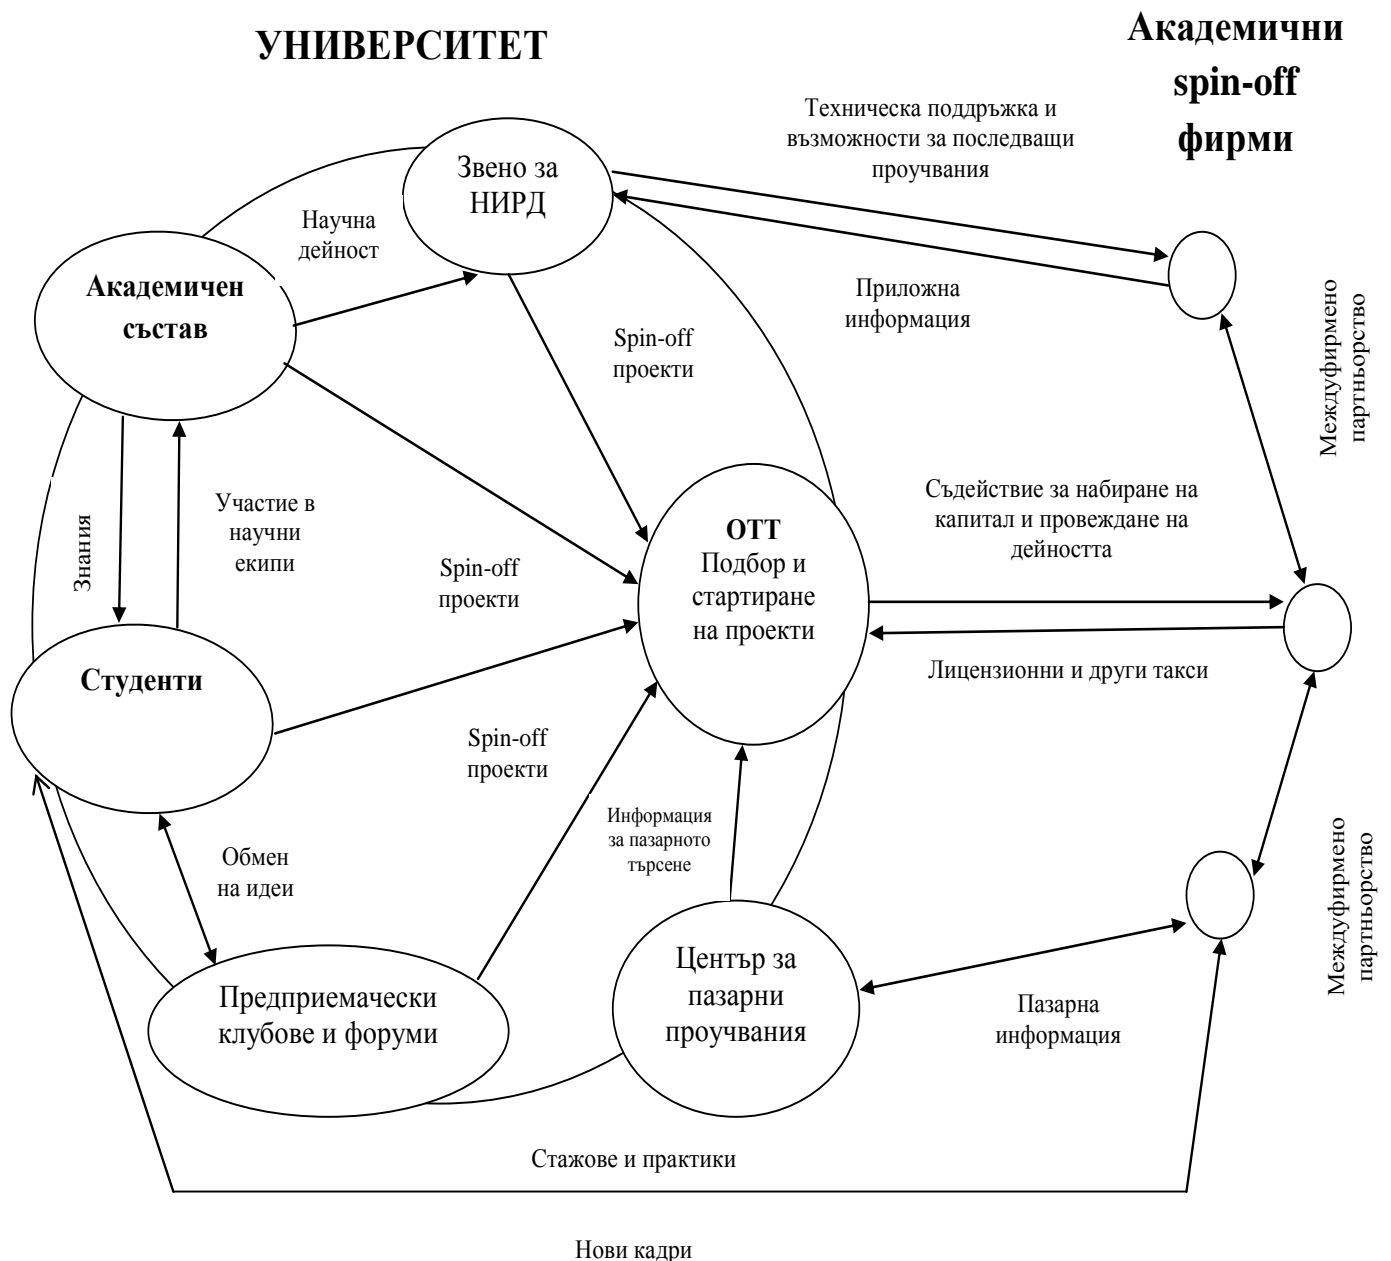 УНИВЕРСИТЕТ
Академични
spin-off
фирми
Техническа поддръжка и
възможности за последващи
проучвания
Звено за
НИРД
Научна
дейност
Академичен
състав
Приложна
информация
Междуфирмено
партньорство
Spin-off
проекти
Знания
Участие в
научни
екипи
Spin-off
проекти
ОТТ
Подбор и
стартиране
на проекти
Съдействие за набиране на
капитал и провеждане на
дейността
Лицензионни и други такси
Студенти
Spin-off
проекти
Информация
за пазарното
търсене
Обмен
на идеи
Междуфирмено
партньорство
Предприемачески
клубове и форуми
Център за
пазарни
проучвания
Пазарна
информация
Стажове и практики
Нови кадри